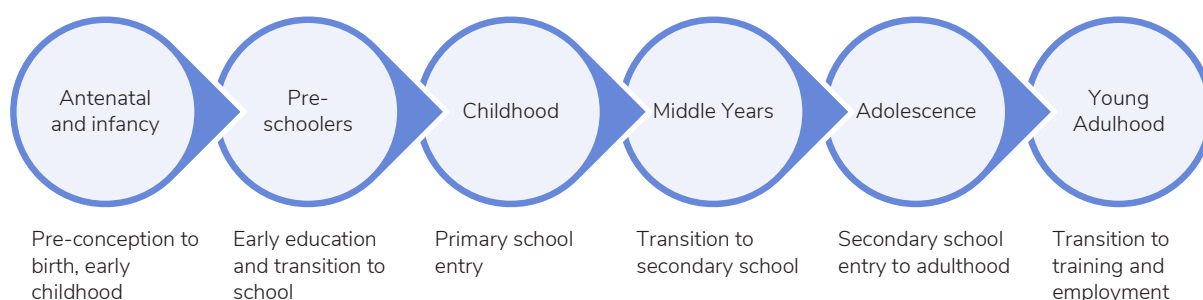 Antenatal
and infancy
Pre-
schoolers
Childhood
Middle Years
Adolescence
Young
Adulhood
Pre-conception to
birth, early
childhood
Early education
and transition to
school
Primary school
entry
Transition to
secondary school
Secondary school
entry to adulthood
Transition to
training and
employment